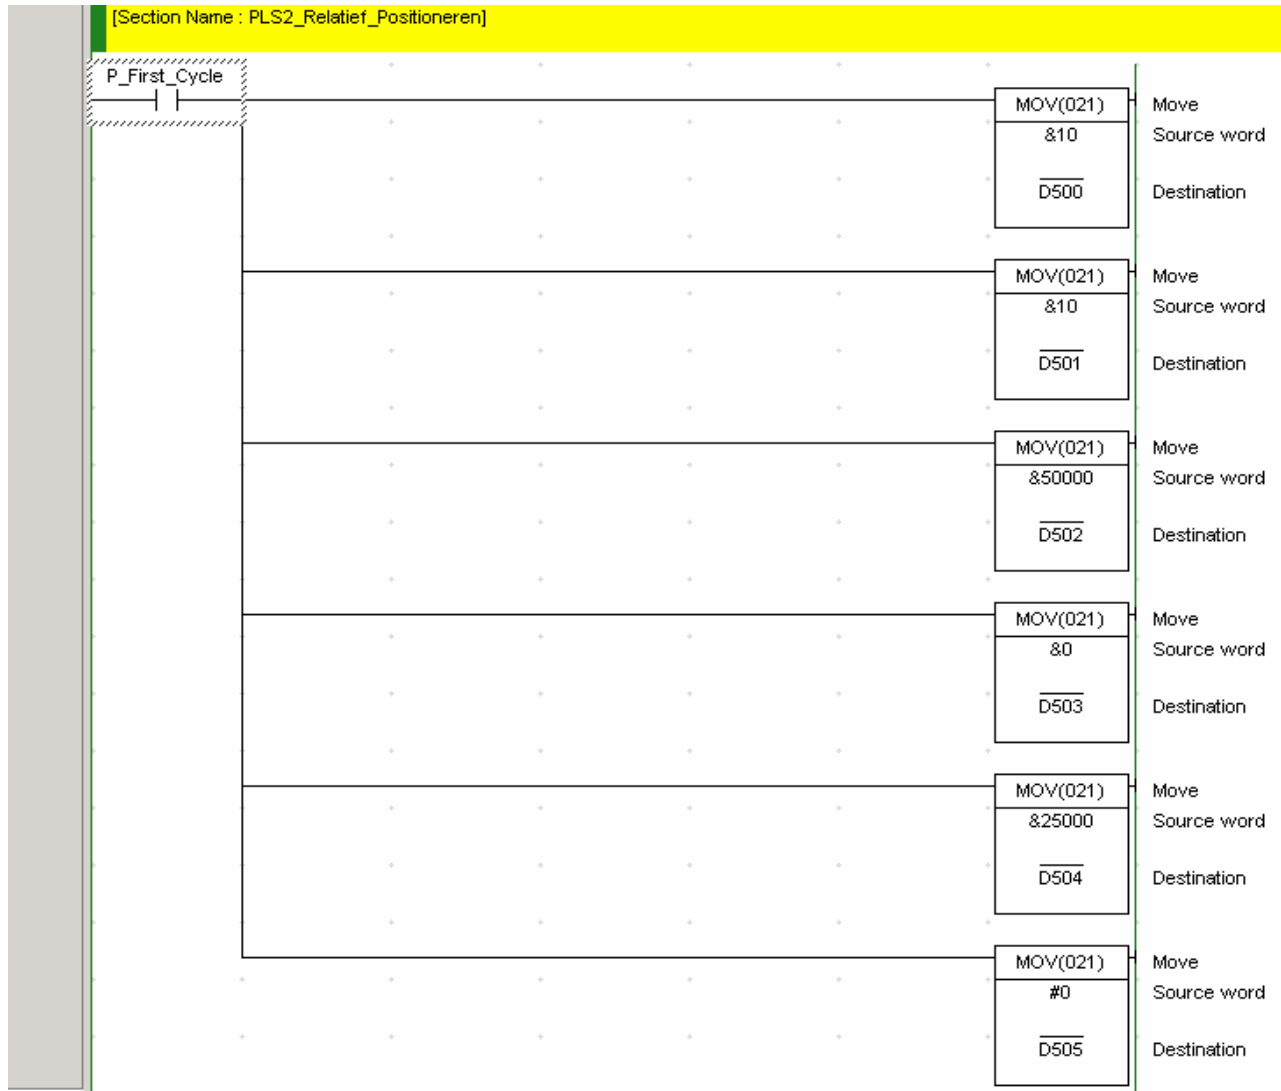 [Section Name : PLS2_Relatief_Positioneren]
P_First_Cycle
MOV(021) Move
&10 Source word
D500 Destination
MOV(021) Move
&10 Source word
D501 Destination
MOV(021) Move
&50000 Source word
D502 Destination
MOV(021) Move
&0 Source word
D503 Destination
MOV(021) Move
&25000 Source word
D504 Destination
MOV(021) Move
#0 Source word
D505 Destination